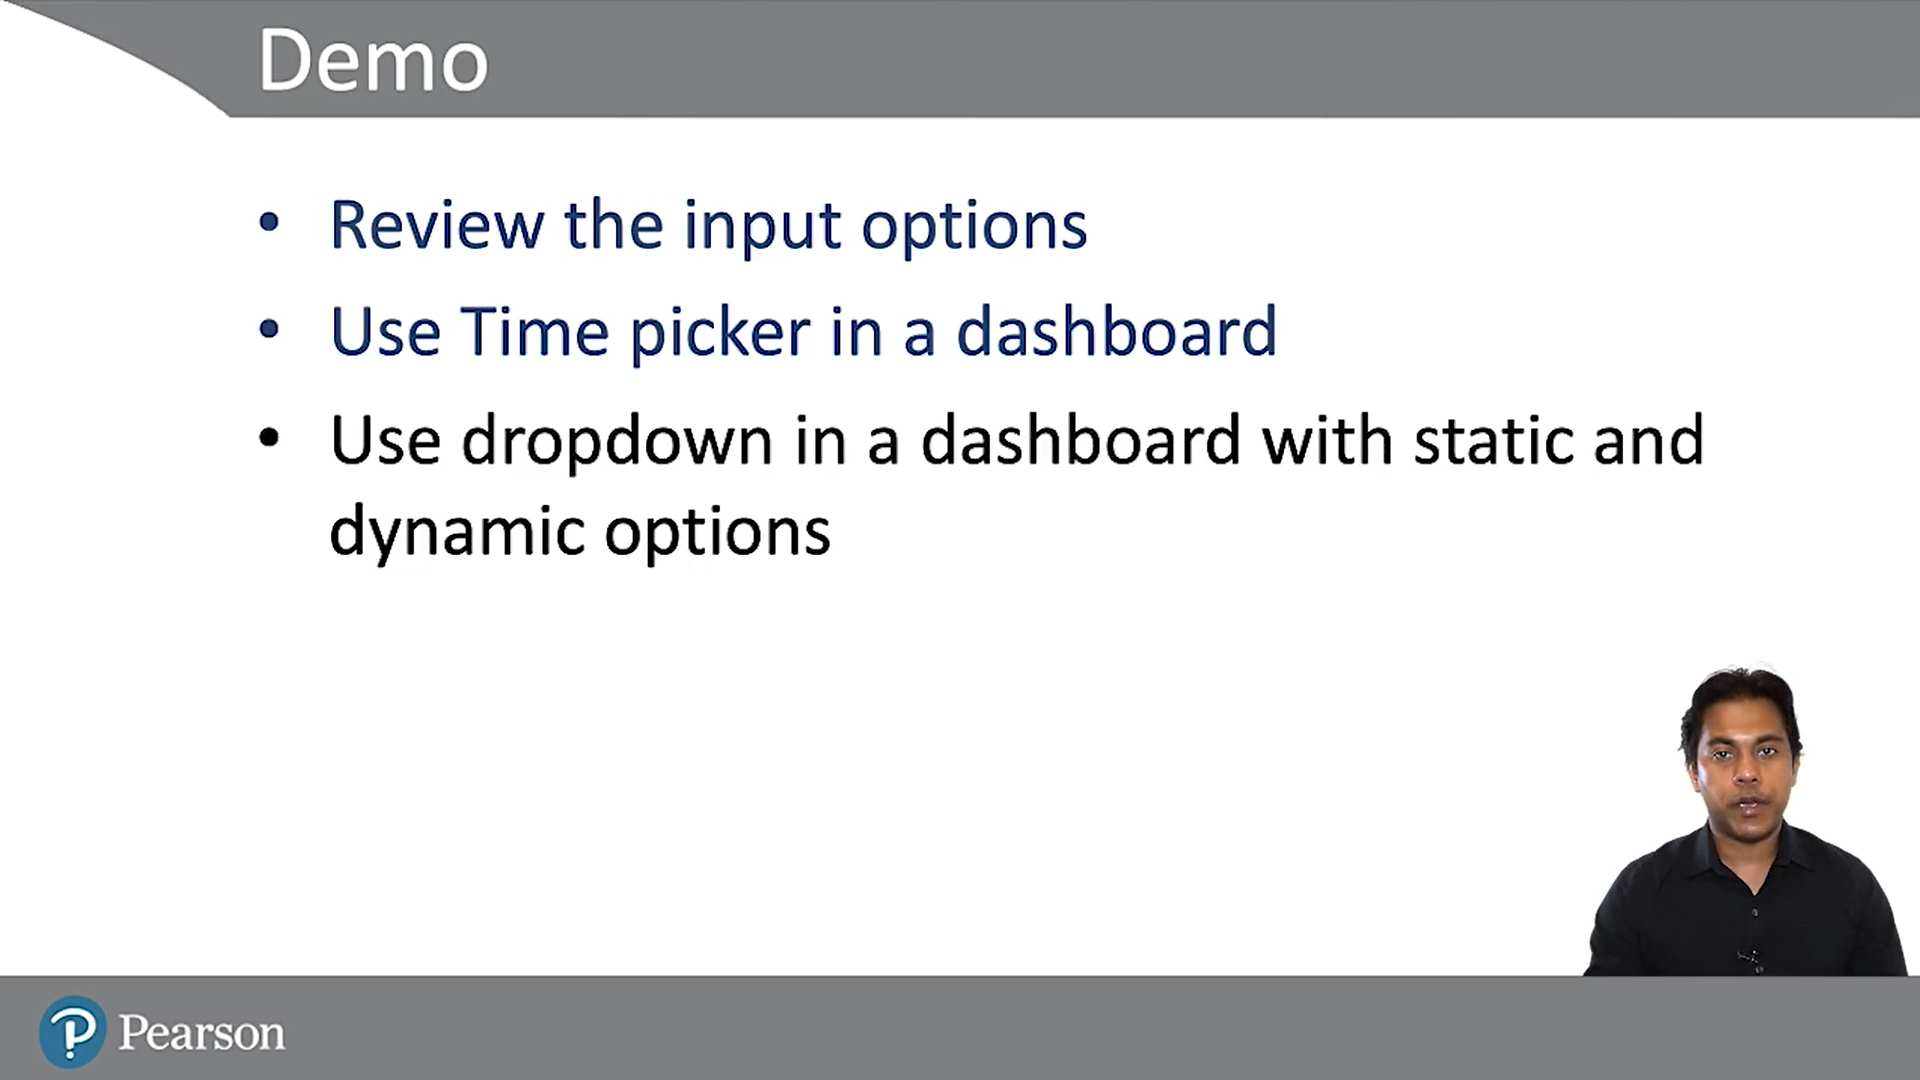 Demo
• Review the input options
• Use Time picker in a dashboard
• Use dropdown in a dashboard with static and
dynamic options
Pearson